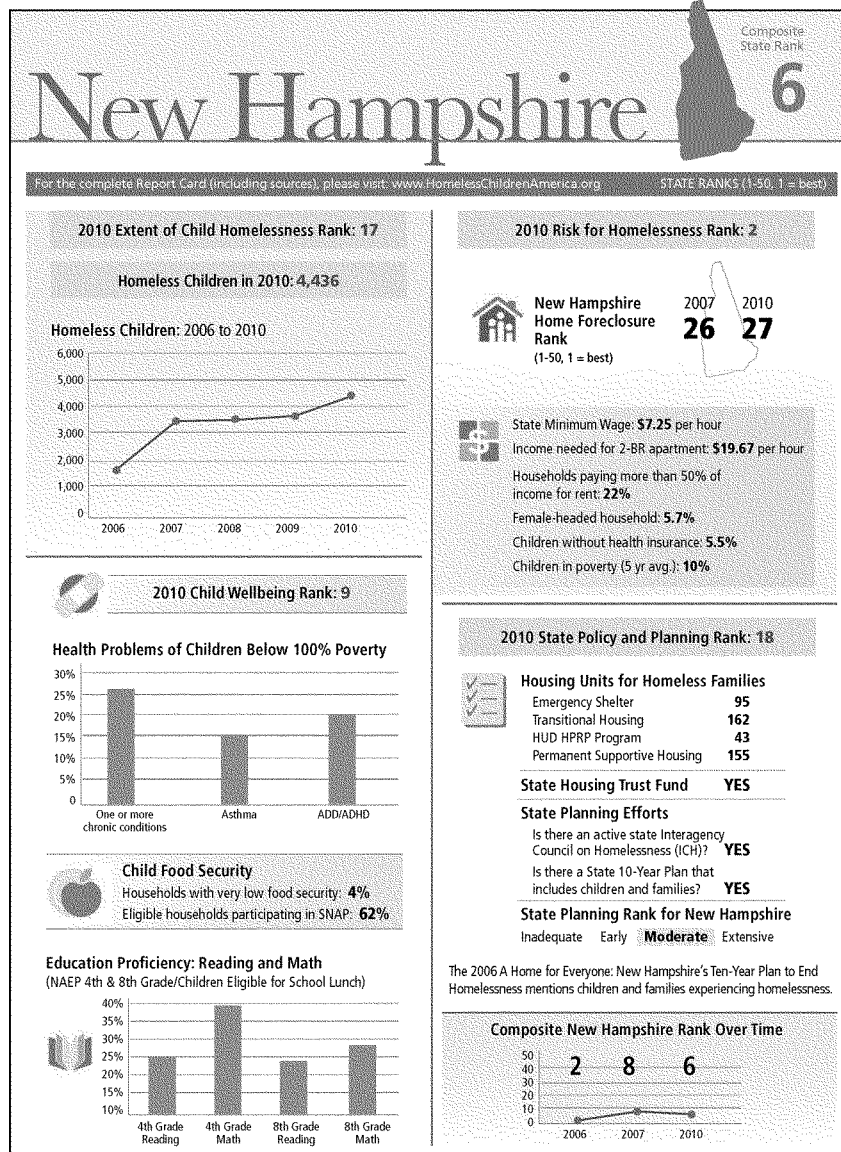 Composite
State Rank
6
New Hampshire
For the complete Report Card (including sources), please visit: www.HomelessChildrenAmerica.org STATE RANKS (1-50, 1 = best)
2010 Extent of Child Homelessness Rank: 17
Homeless Children in 2010: 4,436
Homeless Children: 2006 to 2010
6,000
5,000
4,000
3,000
2,000
1,000
0
2006 2007 2008 2009 2010
2010 Child Wellbeing Rank: 9
Health Problems of Children Below 100% Poverty
30%
25%
20%
15%
10%
5%
0
One or more
chronic conditions
Asthma
ADD/ADHD
Child Food Security
Households with very low food security: 4%
Eligible households participating in SNAP: 62%
Education Proficiency: Reading and Math
(NAEP 4th & 8th Grade/Children Eligible for School Lunch)
40%
35%
30%
25%
20%
15%
10%
4th Grade
Reading
4th Grade
Math
8th Grade
Reading
8th Grade
Math
2010 Risk for Homelessness Rank: 2
New Hampshire
Home Foreclosure
Rank
(1-50, 1 = best)
2007 2010
26 27
State Minimum Wage: $7.25 per hour
Income needed for 2-BR apartment: $19.67 per hour
Households paying more than 50% of
income for rent: 22%
Female-headed household: 5.7%
Children without health insurance: 5.5%
Children in poverty (5 yr avg.): 10%
2010 State Policy and Planning Rank: 18
Housing Units for Homeless Families
Emergency Shelter 95
Transitional Housing 162
HUD HPRP Program 43
Permanent Supportive Housing 155
State Housing Trust Fund YES
State Planning Efforts
Is there an active state Interagency
Council on Homelessness (ICH)? YES
Is there a State 10-Year Plan that
includes children and families? YES
State Planning Rank for New Hampshire
Inadequate Early Moderate Extensive
The 2006 A Home for Everyone: New Hampshire's Ten-Year Plan to End
Homelessness mentions children and families experiencing homelessness.
Composite New Hampshire Rank Over Time
50
40
30
20
10
0
2 8 6
2006 2007 2010